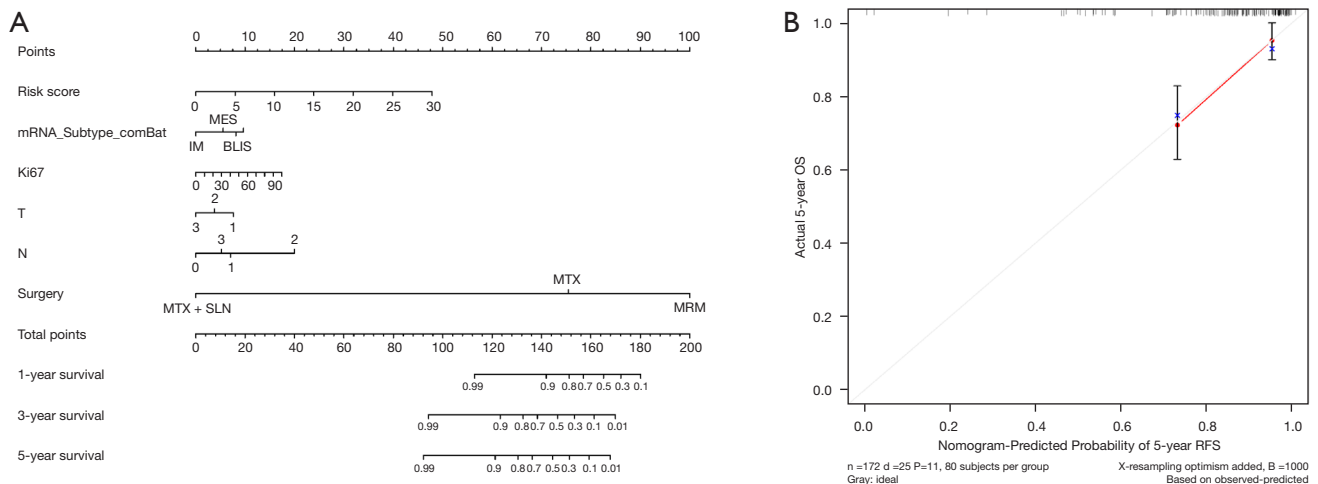 A
Points
0 10 20 30 40 50 60 70 80 90 100
Risk score
0 5 10 15 20 25 30
mRNA_Subtype_comBat
MES
IM BLIS
Ki67
0 30 60 90
T
2
3 1
N
3 2
0 1
Surgery
MTX
MTX + SLN MRM
Total points
0 20 40 60 80 100 120 140 160 180 200
1-year survival
0.99 0.9 0.8 0.7 0.5 0.3 0.1
3-year survival
0.99 0.9 0.8 0.7 0.5 0.3 0.1 0.01
5-year survival
0.99 0.9 0.8 0.7 0.5 0.3 0.1 0.01
B
Actual 5-year OS
1.0
0.8
0.6
0.4
0.2
0.0
0.0 0.2 0.4 0.6 0.8 1.0
Nomogram-Predicted Probability of 5-year RFS
n =172 d =25 P=11, 80 subjects per group
Gray: ideal
X-resampling optimism added, B =1000
Based on observed-predicted